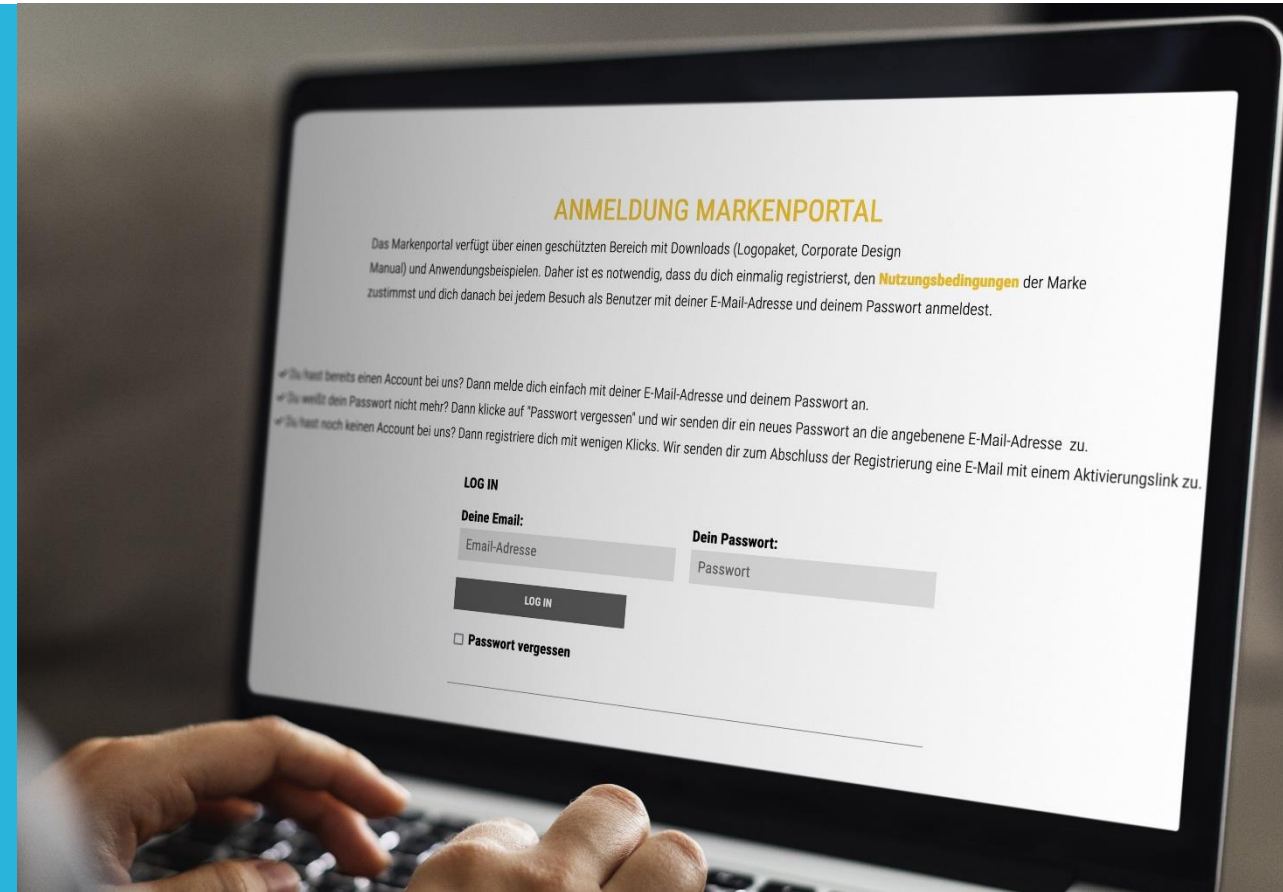 ANMELDUNG MARKENPORTAL
Das Markenportal verfügt über einen geschützten Bereich mit Downloads (Logopaket, Corporate Design
Manual) und Anwendungsbeispielen. Daher ist es notwendig, dass du dich einmalig registrierst, den Nutzungsbedingungen der Marke
zustimmst und dich danach bei jedem Besuch als Benutzer mit deiner E-Mail-Adresse und deinem Passwort anmeldest.
✔ Du hast bereits einen Account bei uns? Dann melde dich einfach mit deiner E-Mail-Adresse und deinem Passwort an.
✔ Du weißt dein Passwort nicht mehr? Dann klicke auf "Passwort vergessen" und wir senden dir ein neues Passwort an die angebenene E-Mail-Adresse zu.
✔ Du hast noch keinen Account bei uns? Dann registriere dich mit wenigen Klicks. Wir senden dir zum Abschluss der Registrierung eine E-Mail mit einem Aktivierungslink zu.
LOG IN
Deine Email:
Email-Adresse
Dein Passwort:
Passwort
LOG IN
☐ Passwort vergessen